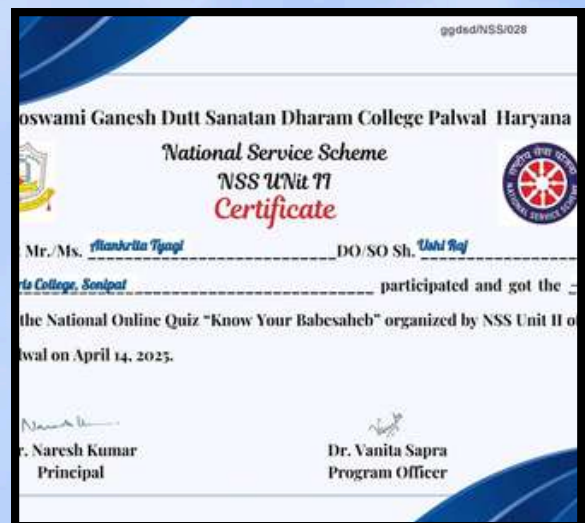 ggdsd/NSS/028
oswami Ganesh Dutt Sanatan Dharam College Palwal Haryana
National Service Scheme
NSS UNit II
Certificate
Mr./Ms. Atankrita Tyagi DO/SO Sh. Ushi Raj
rls College, Sonipat participated and got the
the National Online Quiz “Know Your Babesaheb” organized by NSS Unit II of
lwal on April 14, 2025.
r. Naresh Kumar
Dr. Vanita Sapra
Principal
Program Officer